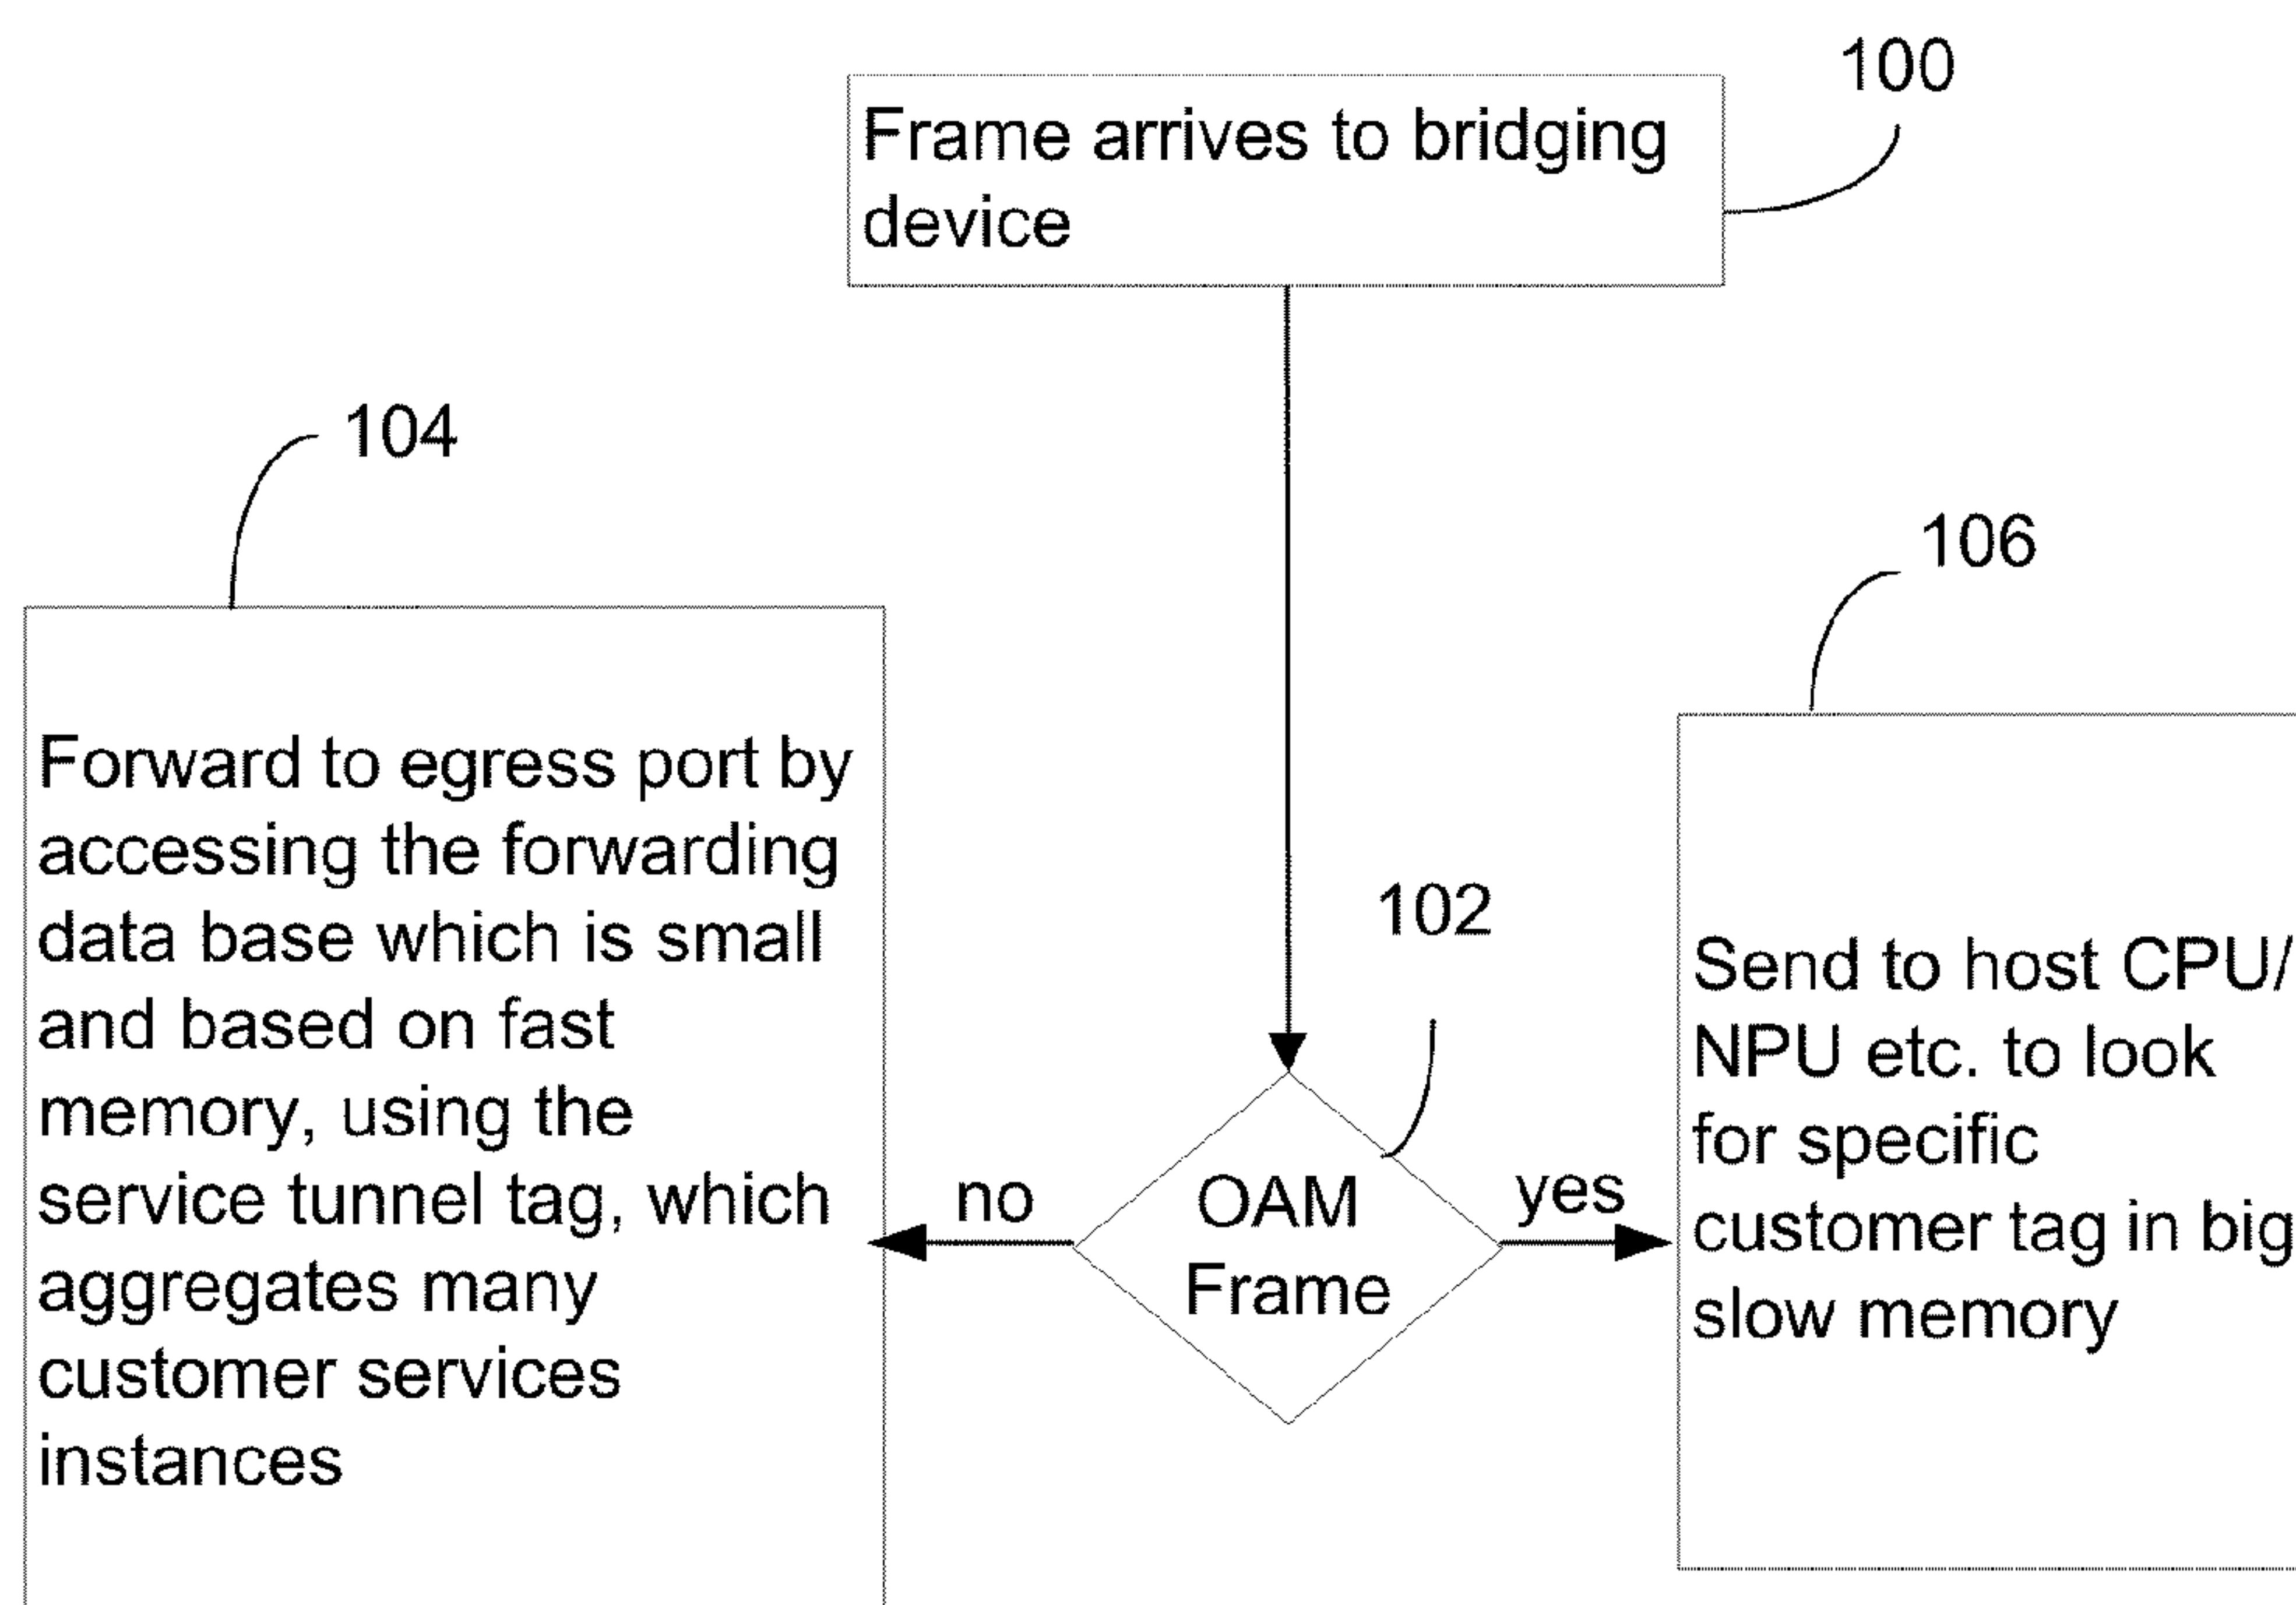 100
Frame arrives to bridging
device
104
106
Forward to egress port by
accessing the forwarding
data base which is small
and based on fast
memory, using the
service tunnel tag, which
aggregates many
customer services
instances
102
no
OAM
Frame
yes
Send to host CPU/
NPU etc. to look
for specific
customer tag in big
slow memory